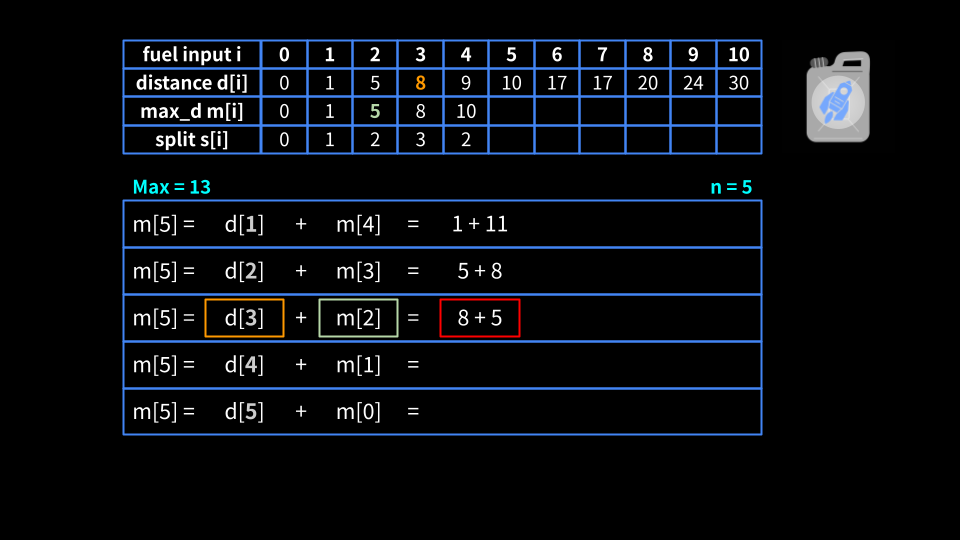 fuel input i 0 1 2 3 4 5 6 7 8 9 10
distance d[i] 0 1 5 8 9 10 17 17 20 24 30
max_d m[i] 0 1 5 8 10
split s[i] 0 1 2 3 2
Max = 13 n = 5
m[5] = d[1] + m[4] = 1 + 11
m[5] = d[2] + m[3] = 5 + 8
m[5] = d[3] + m[2] = 8 + 5
m[5] = d[4] + m[1] =
m[5] = d[5] + m[0] =